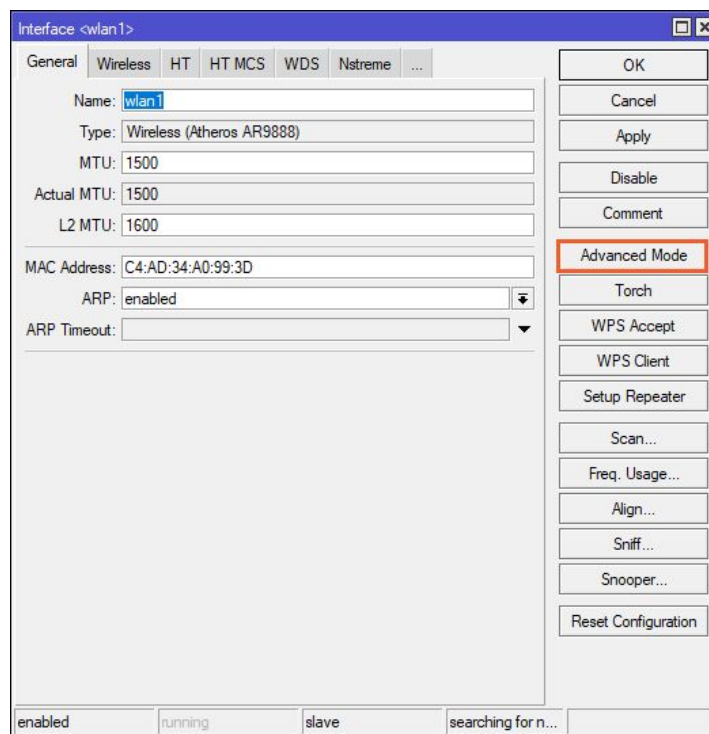 Interface <wlan1>
General Wireless HT HT MCS WDS Nstreme ...
Name: wlan1
Type: Wireless (Atheros AR9888)
MTU: 1500
Actual MTU: 1500
L2 MTU: 1600
MAC Address: C4:AD:34:A0:99:3D
ARP: enabled
ARP Timeout:
OK
Cancel
Apply
Disable
Comment
Advanced Mode
Torch
WPS Accept
WPS Client
Setup Repeater
Scan...
Freq. Usage...
Align...
Sniff...
Snooper...
Reset Configuration
enabled running slave searching for n...